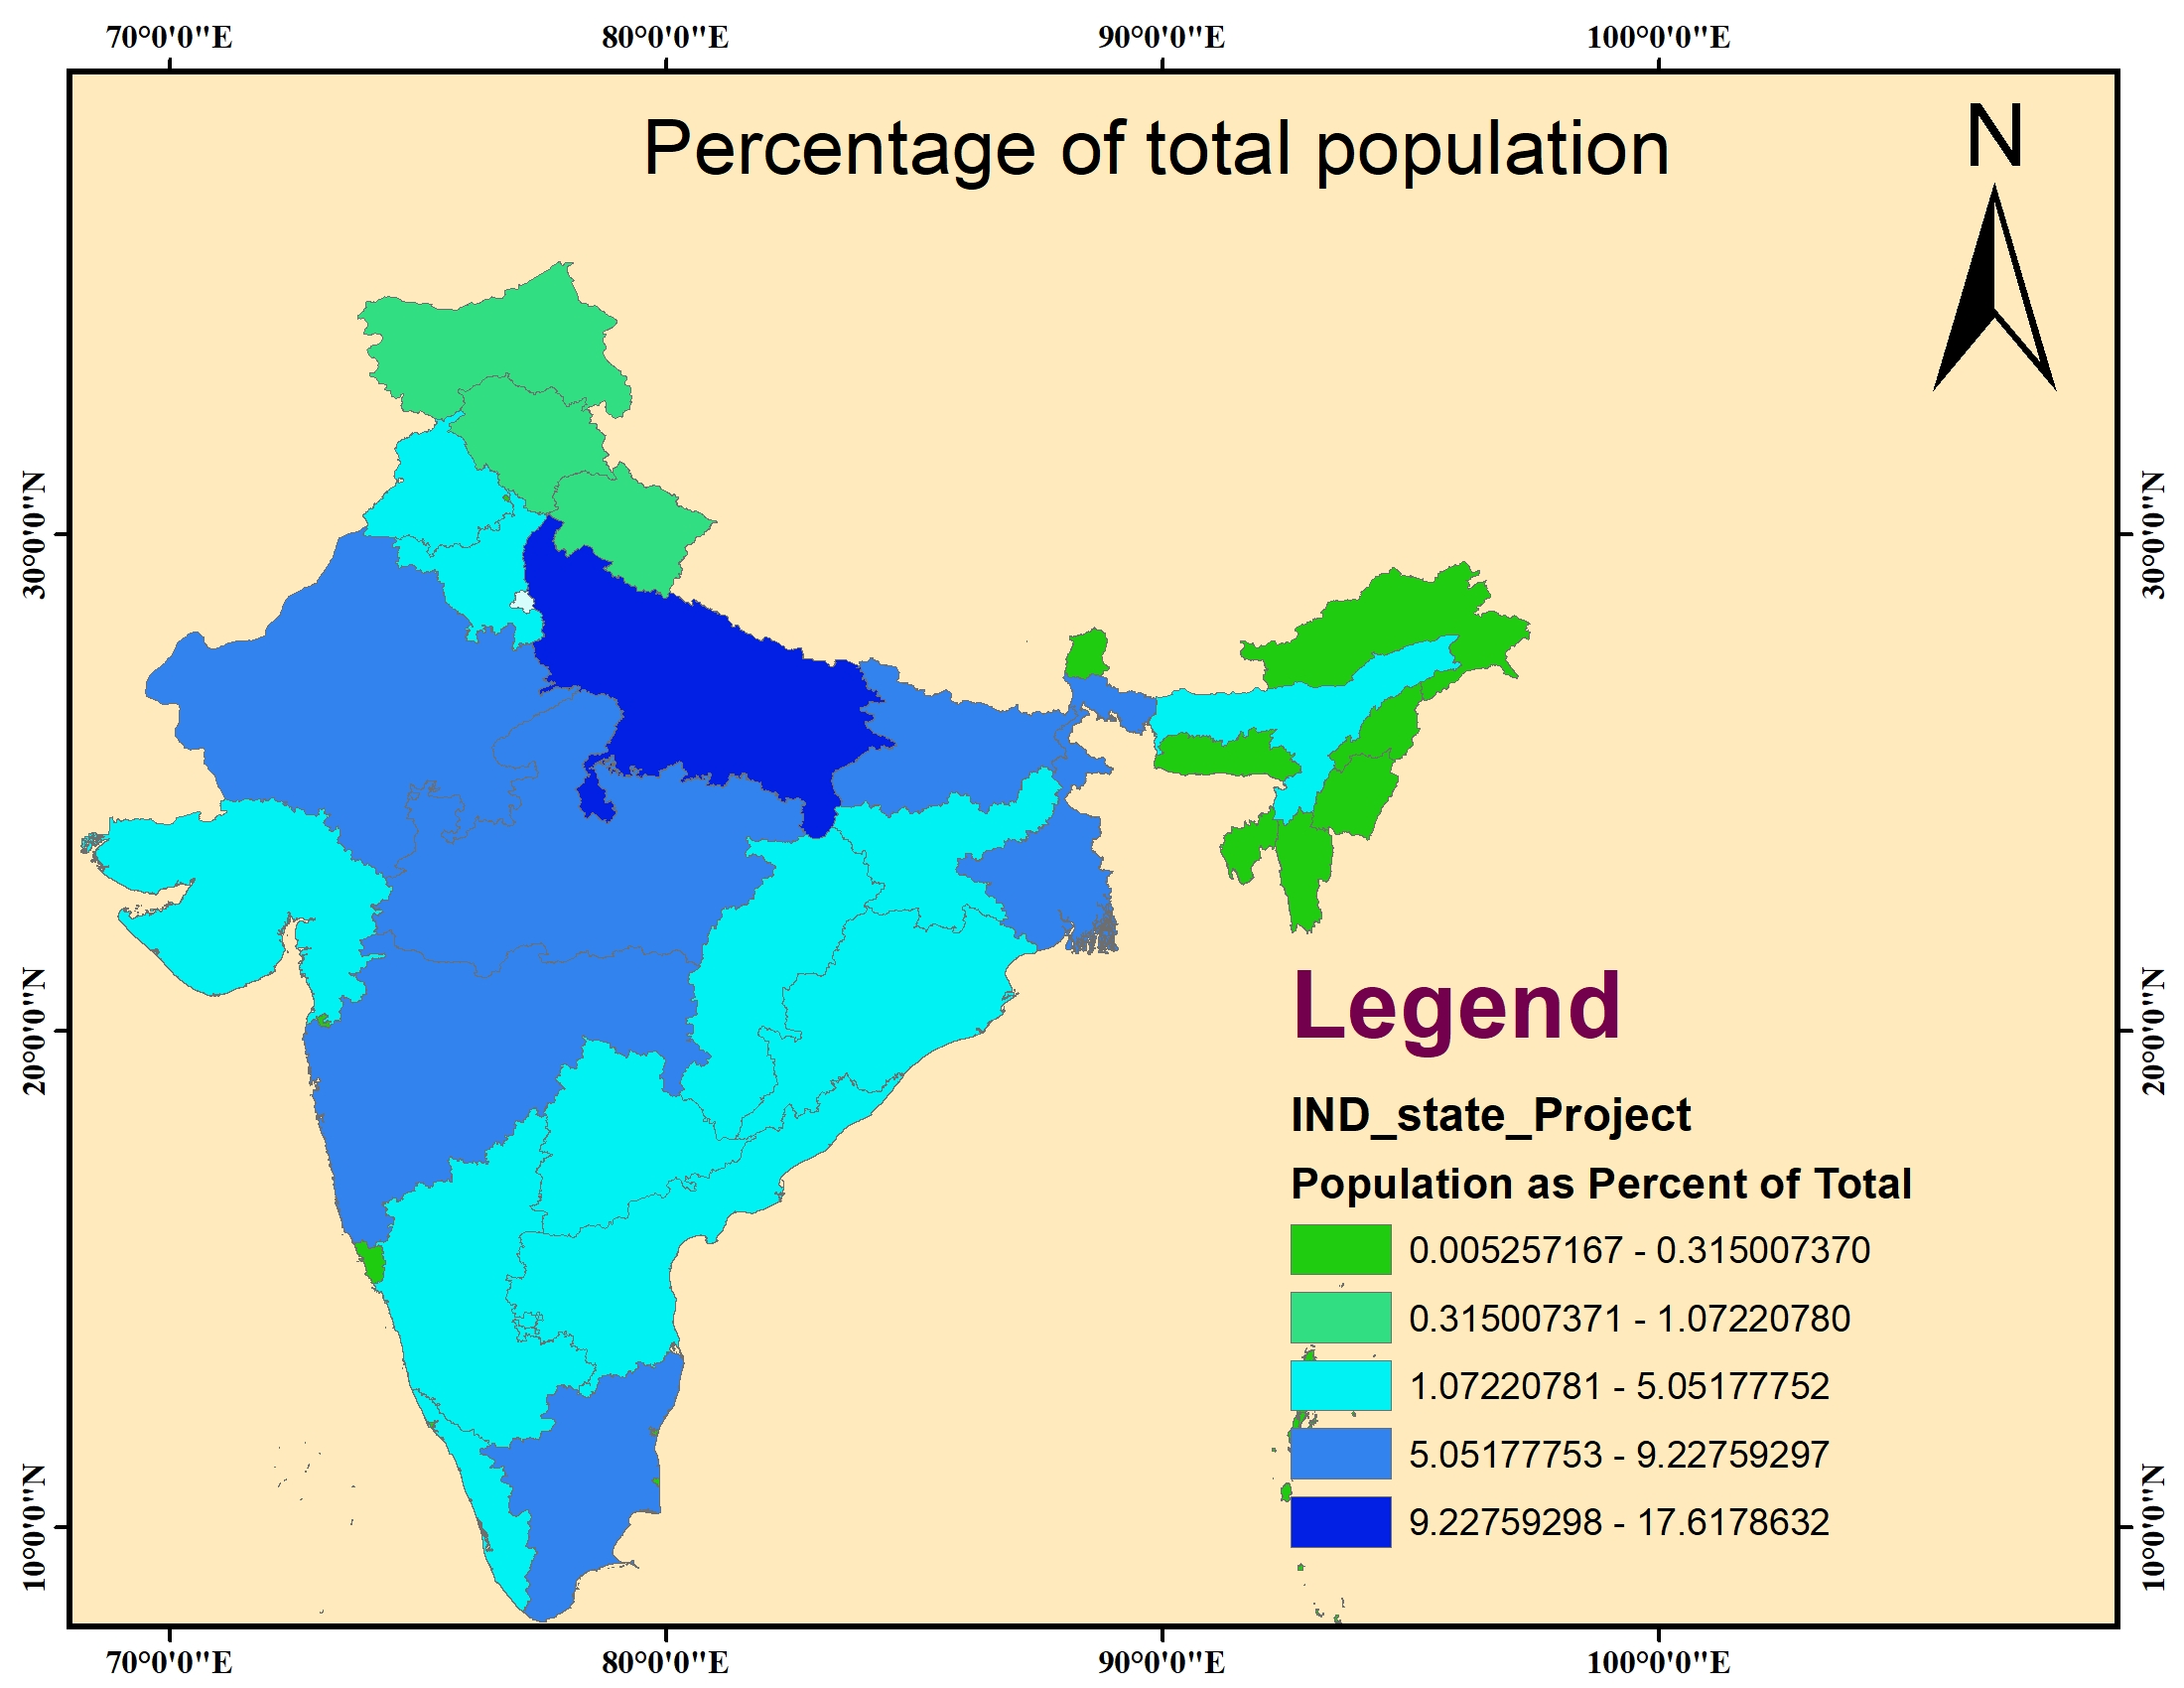 70°0'0"E 80°0'0"E 90°0'0"E 100°0'0"E
Percentage of total population
N
30°0'0"N 30°0'0"N
20°0'0"N 20°0'0"N
10°0'0"N 10°0'0"N
Legend
IND_state_Project
Population as Percent of Total
0.005257167 - 0.315007370
0.315007371 - 1.07220780
1.07220781 - 5.05177752
5.05177753 - 9.22759297
9.22759298 - 17.6178632
70°0'0"E 80°0'0"E 90°0'0"E 100°0'0"E